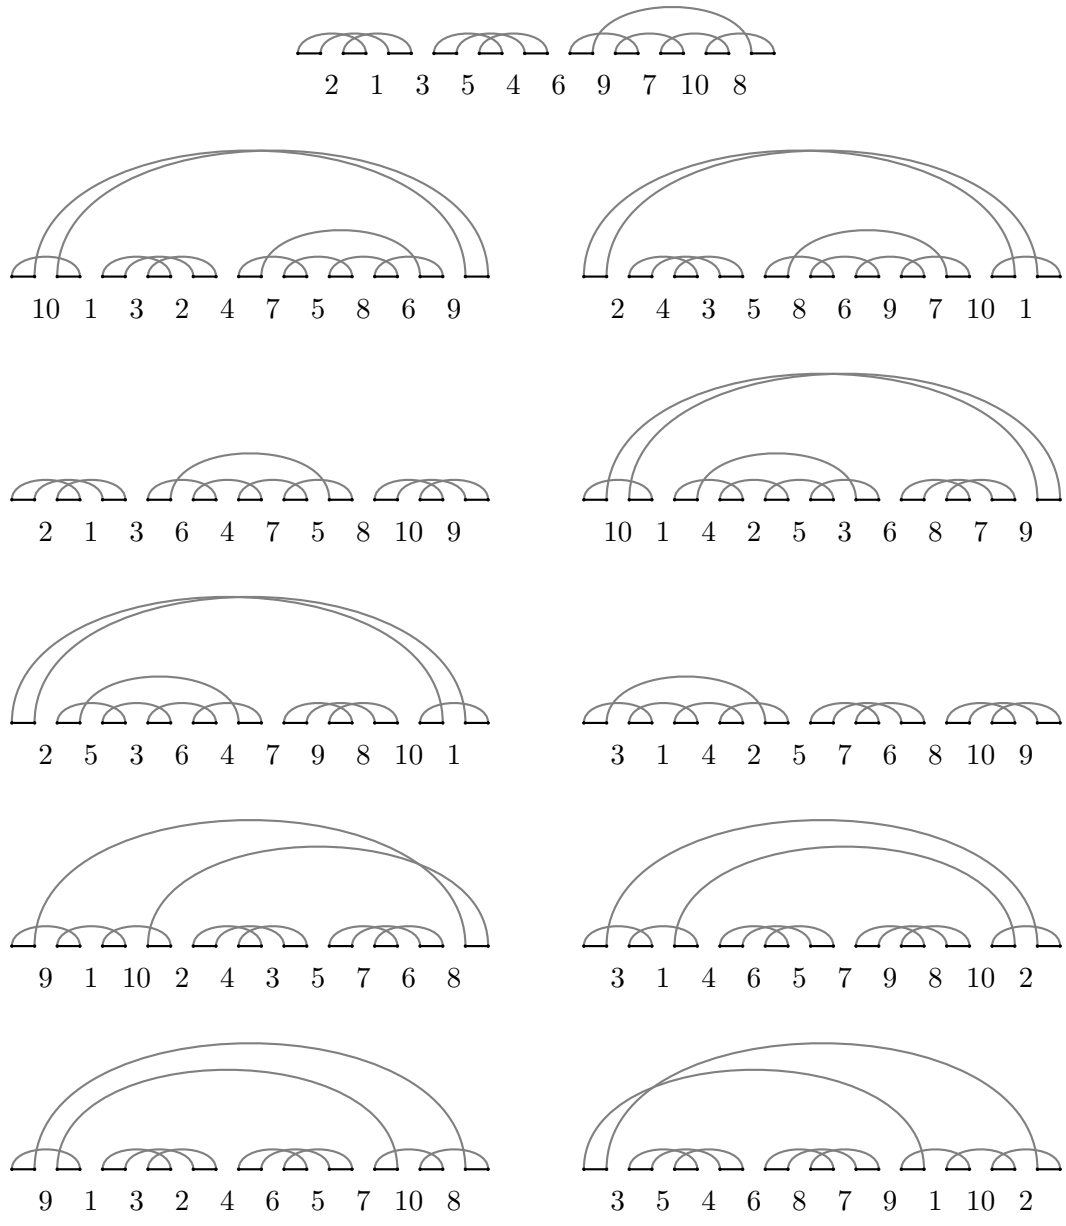 2 1 3 5 4 6 9 7 10 8
10 1 3 2 4 7 5 8 6 9
2 4 3 5 8 6 9 7 10 1
2 1 3 6 4 7 5 8 10 9
10 1 4 2 5 3 6 8 7 9
2 5 3 6 4 7 9 8 10 1
3 1 4 2 5 7 6 8 10 9
9 1 10 2 4 3 5 7 6 8
3 1 4 6 5 7 9 8 10 2
9 1 3 2 4 6 5 7 10 8
3 5 4 6 8 7 9 1 10 2